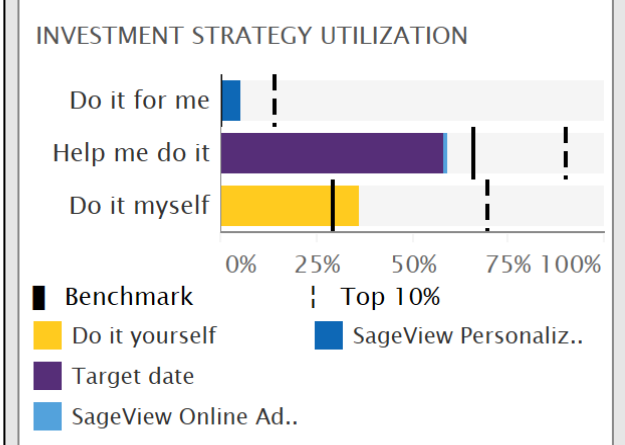 INVESTMENT STRATEGY UTILIZATION
Do it for me
Help me do it
Do it myself
0% 25% 50% 75% 100%
Benchmark Top 10%
Do it yourself SageView Personaliz..
Target date
SageView Online Ad..